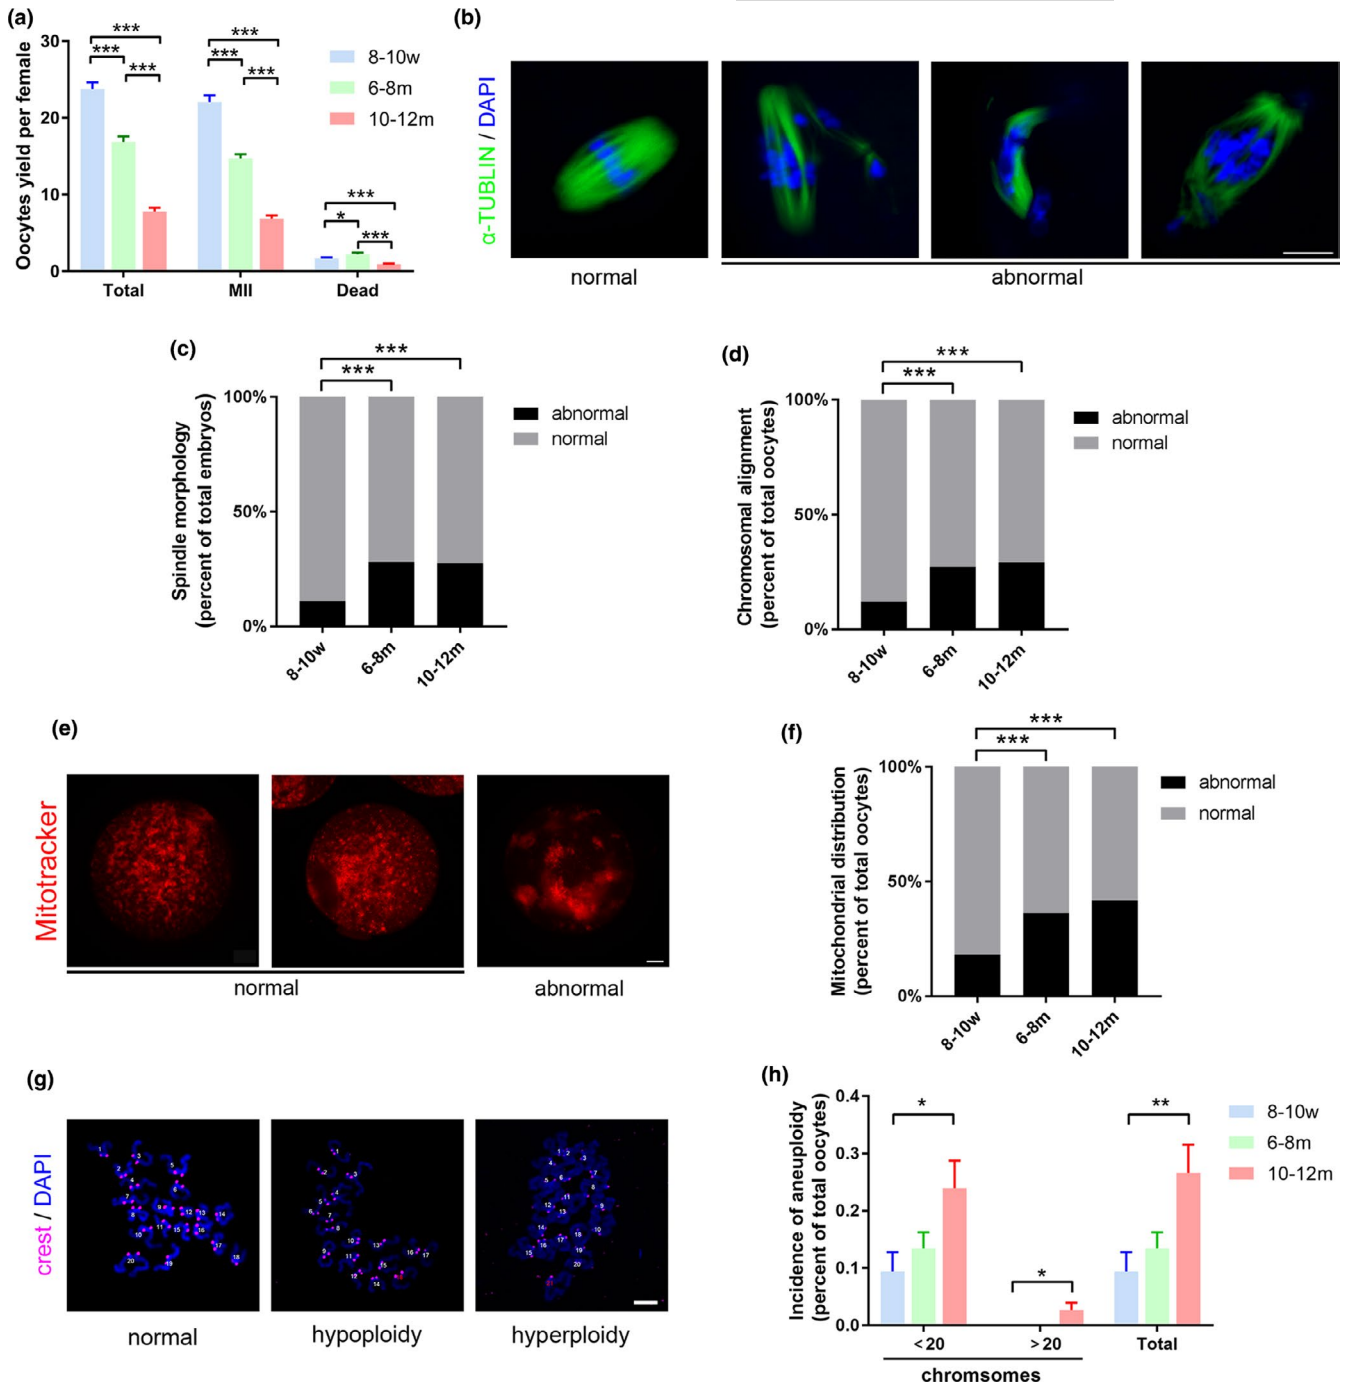 (a)
***
***
***
***
***
***
***
*
***
30
20
10
0
Oocytes yield per female
8-10w
6-8m
10-12m
Total
MII
Dead
(b)
α-TUBLIN / DAPI
normal
abnormal
(c)
***
***
100%
50%
0%
Spindle morphology
(percent of total embryos)
abnormal
normal
8-10w
6-8m
10-12m
(d)
***
***
100%
50%
0%
Chromosomal alignment
(percent of total oocytes)
abnormal
normal
8-10w
6-8m
10-12m
(e)
Mitotracker
normal
abnormal
(f)
***
***
100%
50%
0%
Mitochondrial distribution
(percent of total oocytes)
abnormal
normal
8-10w
6-8m
10-12m
(g)
crest / DAPI
normal
hypoploidy
hyperploidy
(h)
*
*
**
0.4
0.3
0.2
0.1
0.0
Incidence of aneuploidy
(percent of total oocytes)
8-10w
6-8m
10-12m
<20
>20
Total
chromsomes